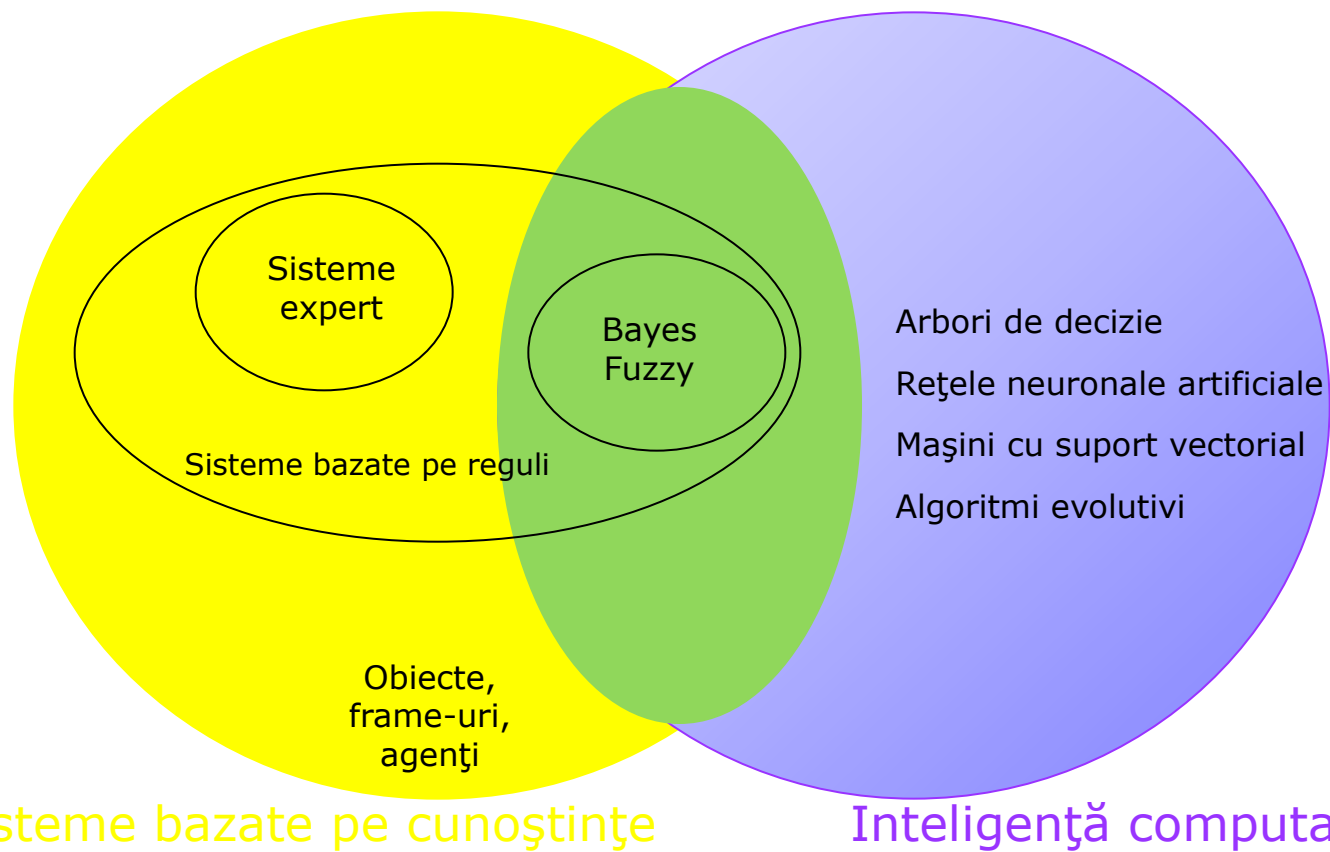 Sisteme
expert
Bayes
Fuzzy
Sisteme bazate pe reguli
Obiecte,
frame-uri,
agenţi
Arbori de decizie
Reţele neuronale artificiale
Maşini cu suport vectorial
Algoritmi evolutivi
steme bazate pe cunoştinţe
Inteligenţă computa